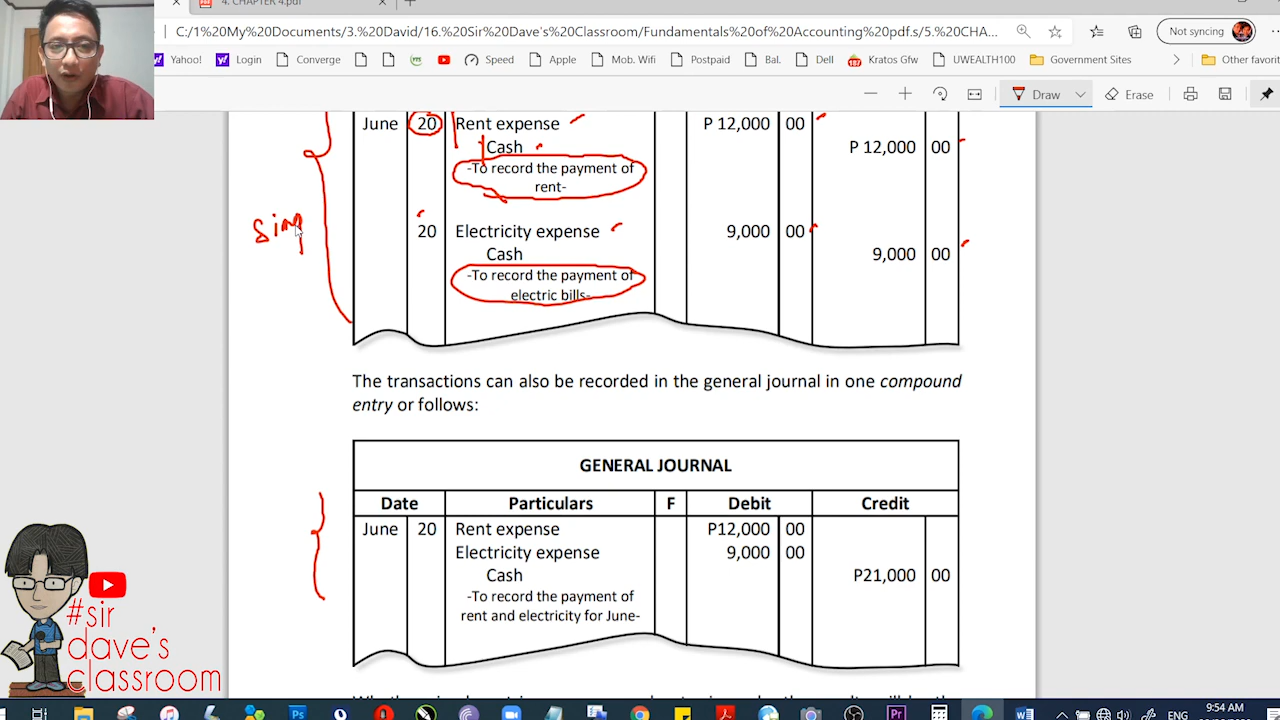 4. CHAPTER 4.pdf
C:/1%20My%20Documents/3.%20David/16.%20Sir%20Dave's%20Classroom/Fundamentals%20of%20Accounting%20pdf.s/5.%20CHA...
Not syncing
Yahoo!
Login
Converge
Speed
Apple
Mob. Wifi
Postpaid
Bal.
Dell
187
Kratos Gfw
UWEALTH100
Government Sites
Other favorit
Draw
Erase
June 20 Rent expense P 12,000 00
Cash P 12,000 00
-To record the payment of
rent-
Simp
20 Electricity expense 9,000 00
Cash 9,000 00
-To record the payment of
electric bills-
The transactions can also be recorded in the general journal in one compound
entry or follows:
GENERAL JOURNAL
Date Particulars F Debit Credit
June 20 Rent expense P12,000 00
Electricity expense 9,000 00
Cash P21,000 00
-To record the payment of
rent and electricity for June-
#sir
dave's
classroom
ENG
9:54 AM